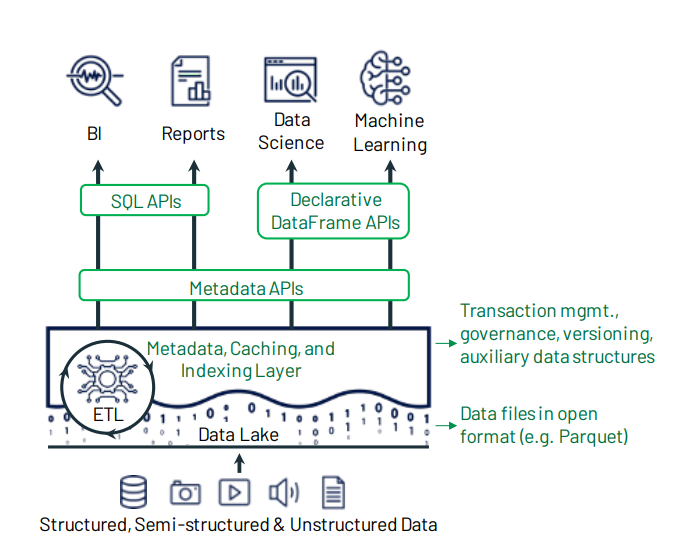 BI
Reports
Data
Science
Machine
Learning
SQL APIs
Declarative
DataFrame APIs
Metadata APIs
Metadata, Caching, and
Indexing Layer
Transaction mgmt.,
governance, versioning,
auxiliary data structures
ETL
Data Lake
Data files in open
format (e.g. Parquet)
Structured, Semi-structured & Unstructured Data